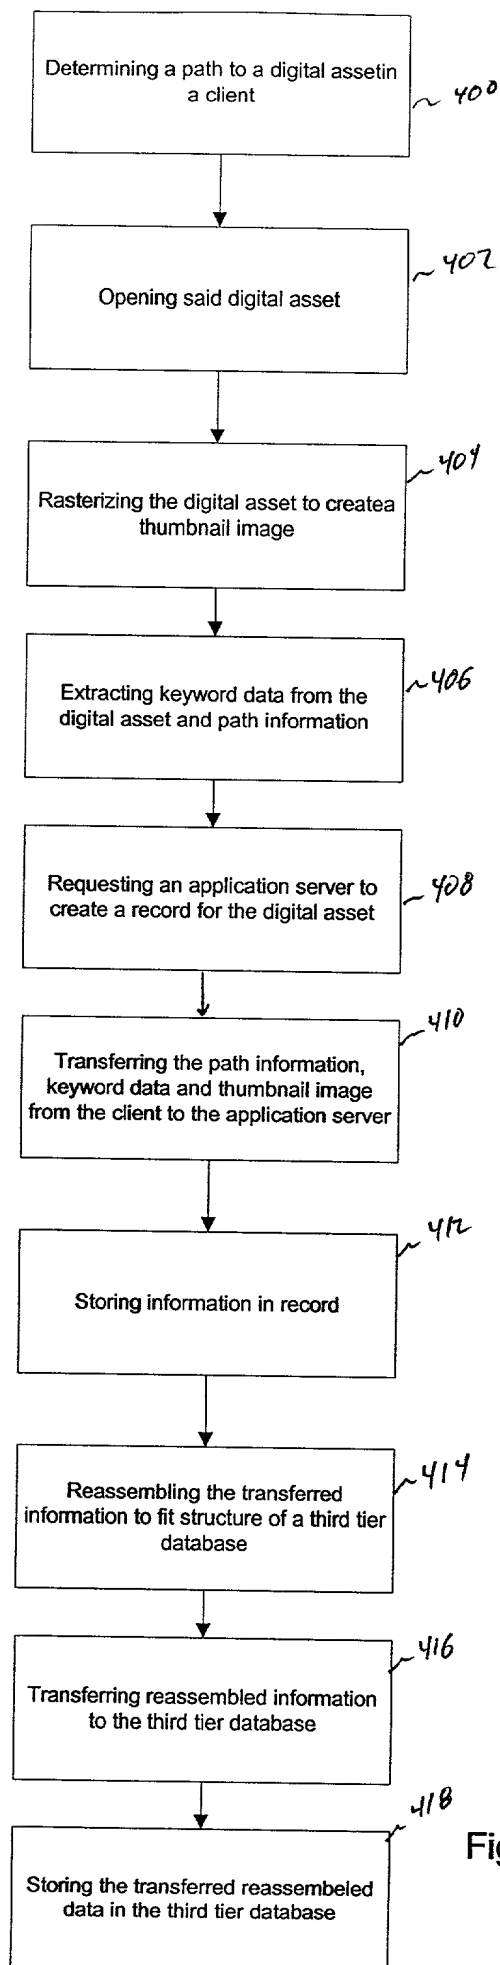 Determining a path to a digital assetin
a client
400
402
Opening said digital asset
404
Rasterizing the digital asset to createa
thumbnail image
406
Extracting keyword data from the
digital asset and path information
Requesting an application server to
create a record for the digital asset
408
410
Transferring the path information,
keyword data and thumbnail image
from the client to the application server
412
Storing information in record
414
Reassembling the transferred
information to fit structure of a third tier
database
416
Transferring reassembled information
to the third tier database
418
Storing the transferred reassembeled
data in the third tier database